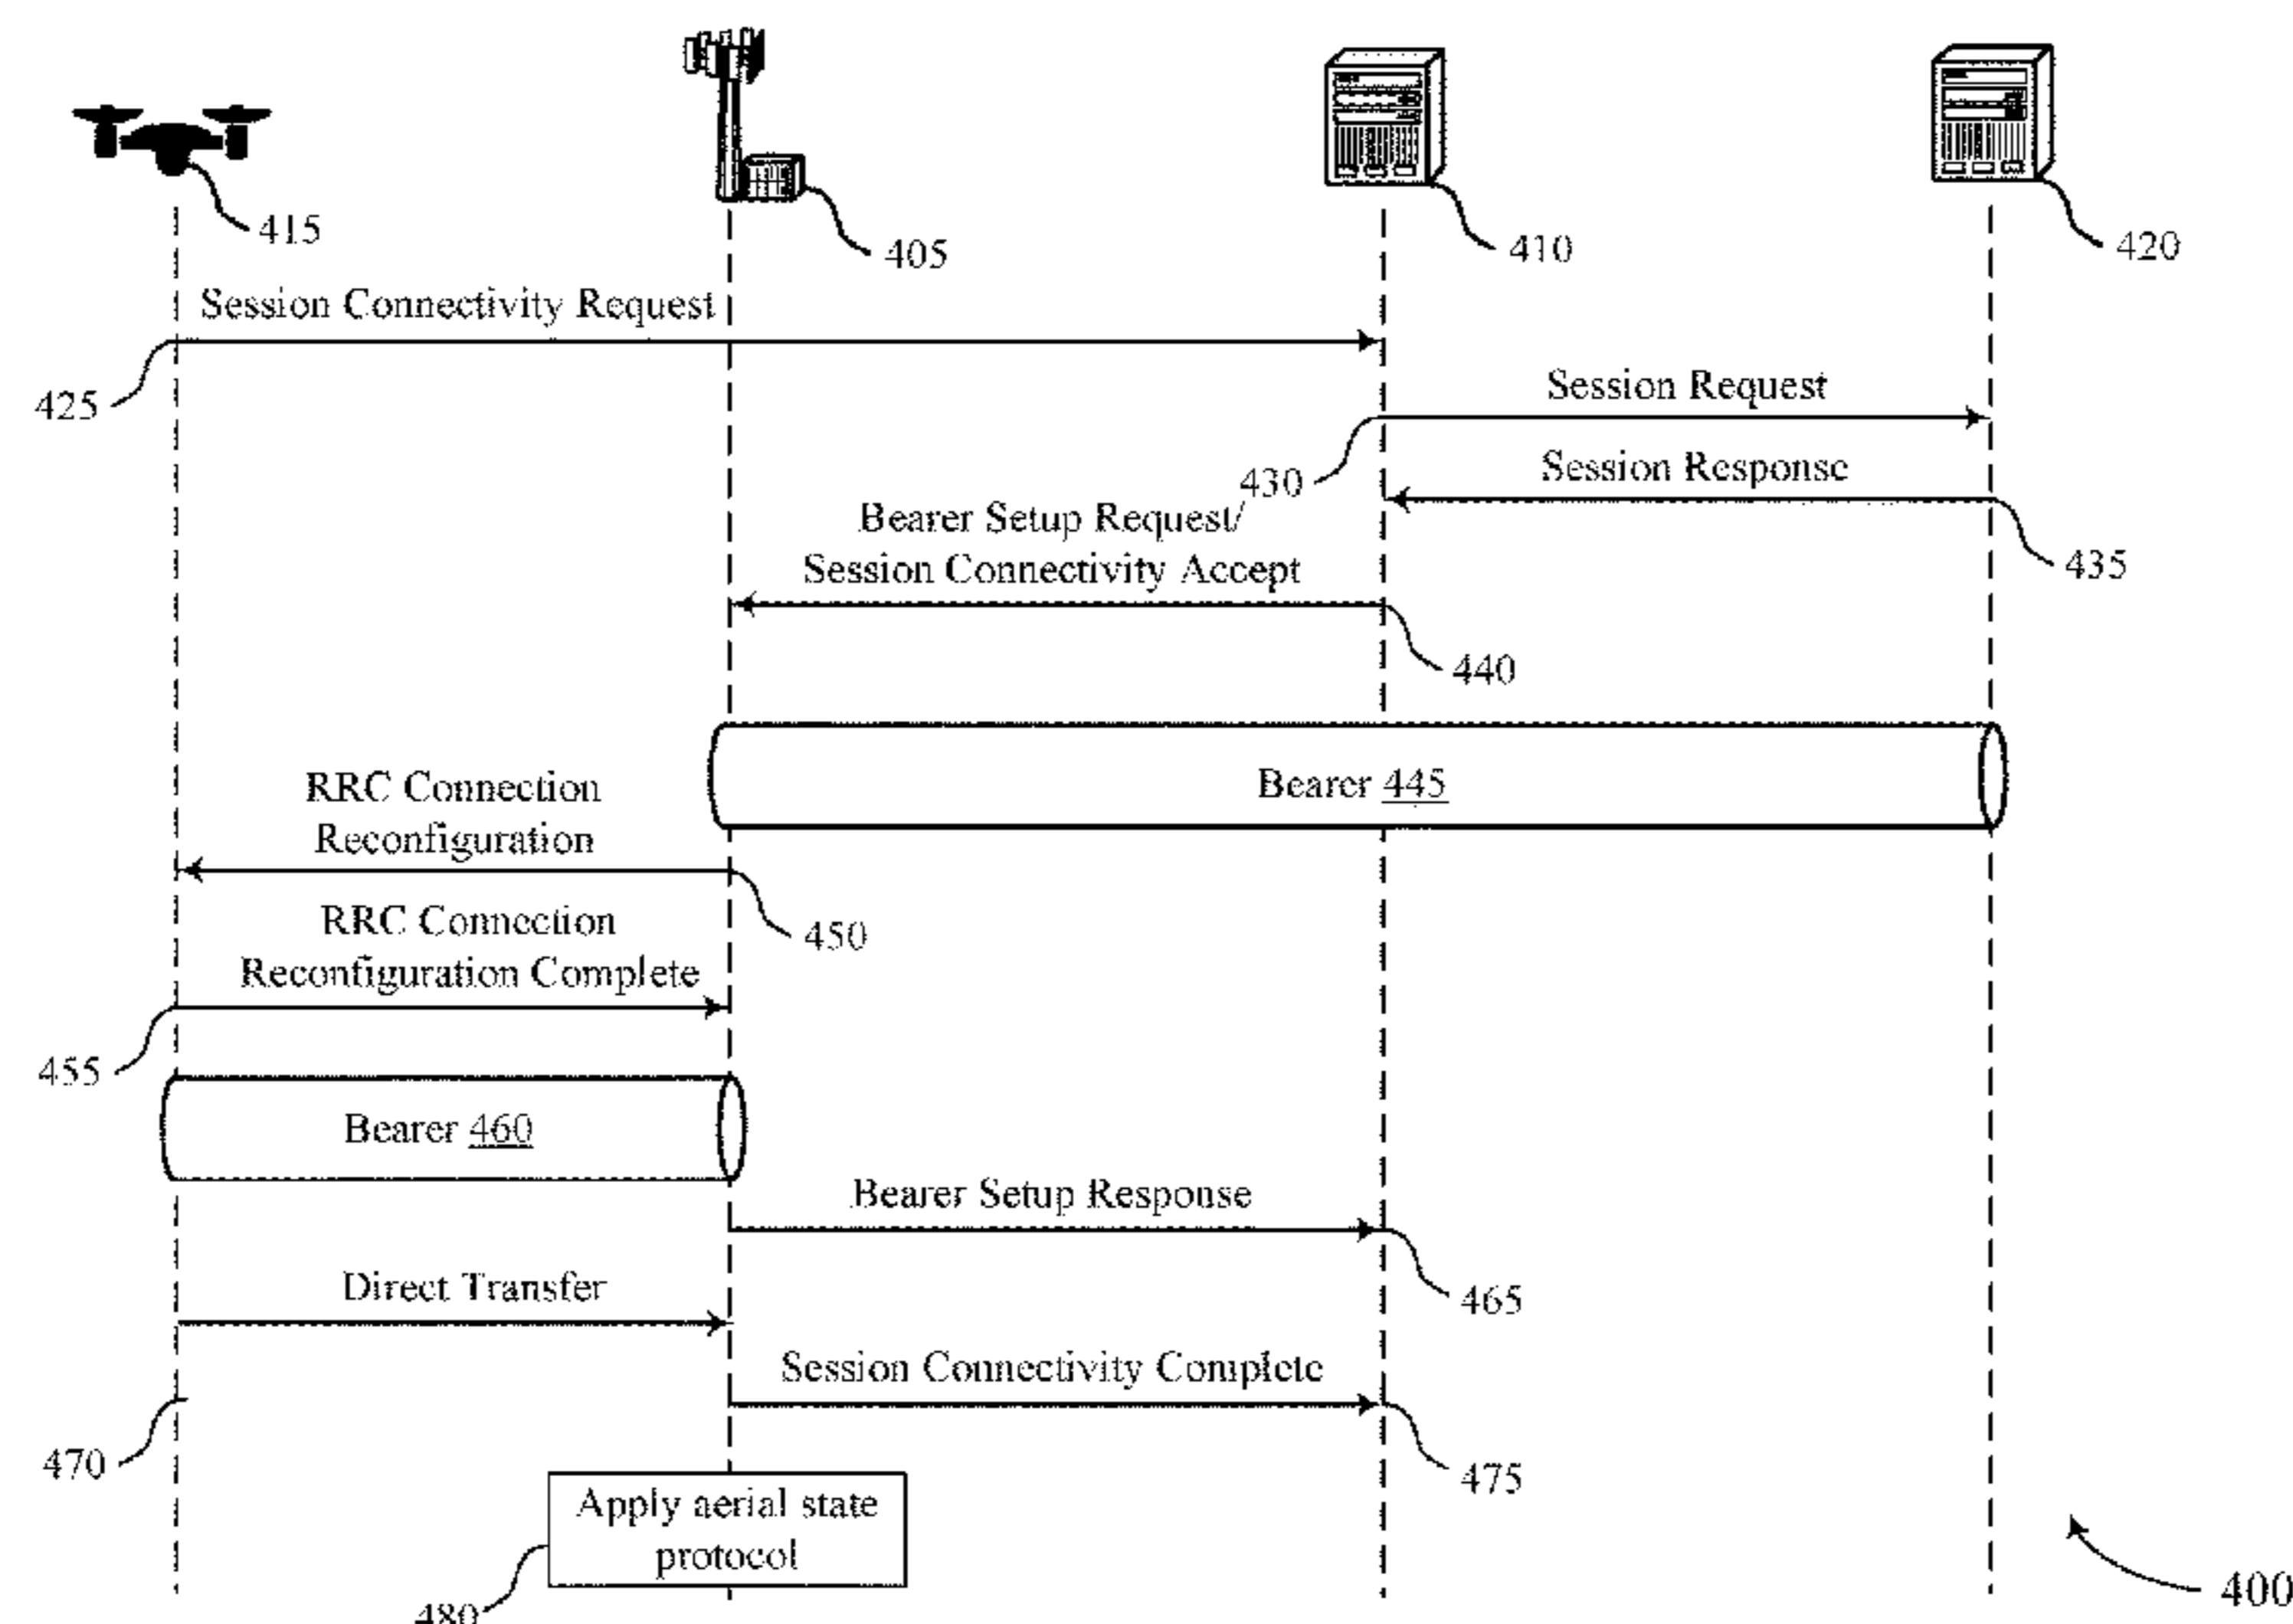 415
405
410
420
Session Connectivity Request
425
Session Request
430
Session Response
Bearer Setup Request/
Session Connectivity Accept
435
440
Bearer 445
RRC Connection
Reconfiguration
450
RRC Connection
Reconfiguration Complete
455
Bearer 460
Bearer Setup Response
465
Direct Transfer
Session Connectivity Complete
470
475
Apply aerial state
protocol
480
400